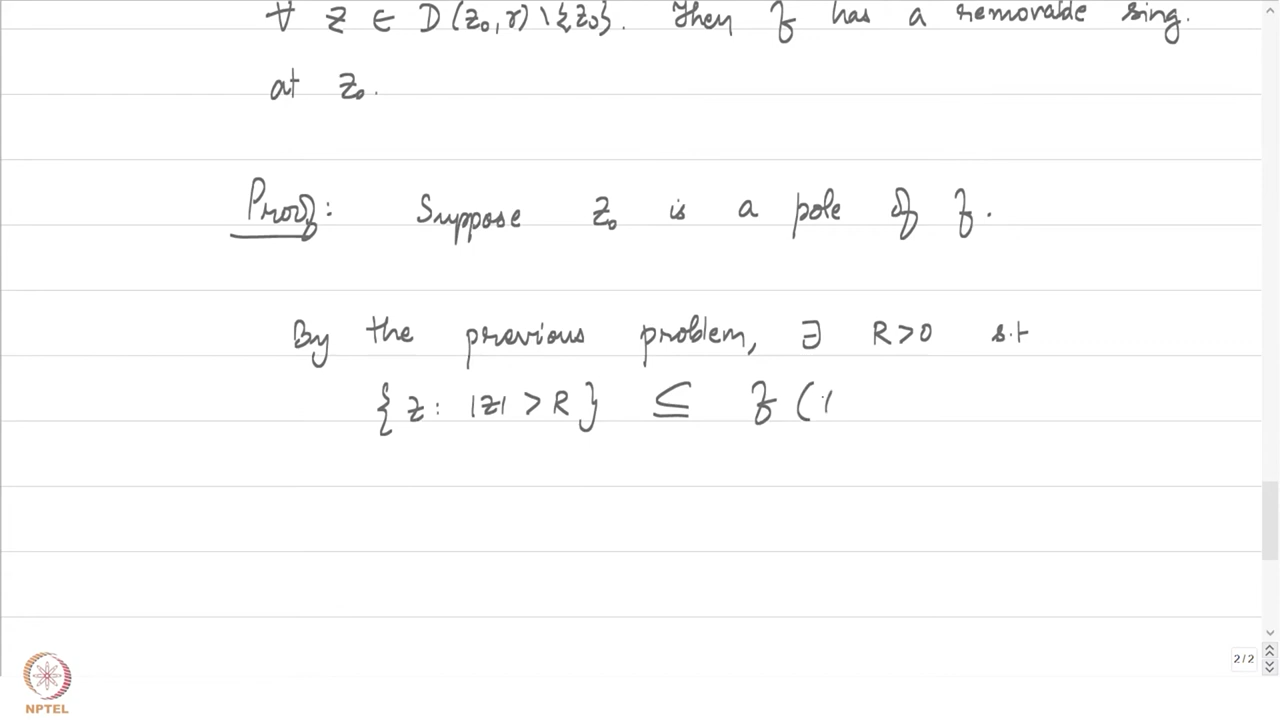 ∀ z ∈ D(z₀, r) \ {z₀}. Then f has a removable sing.
at z₀.
Proof: Suppose z₀ is a pole of f.
By the previous problem, ∃ R>0 s.t
{z: |z| > R} ⊆ f (
2/2
NPTEL